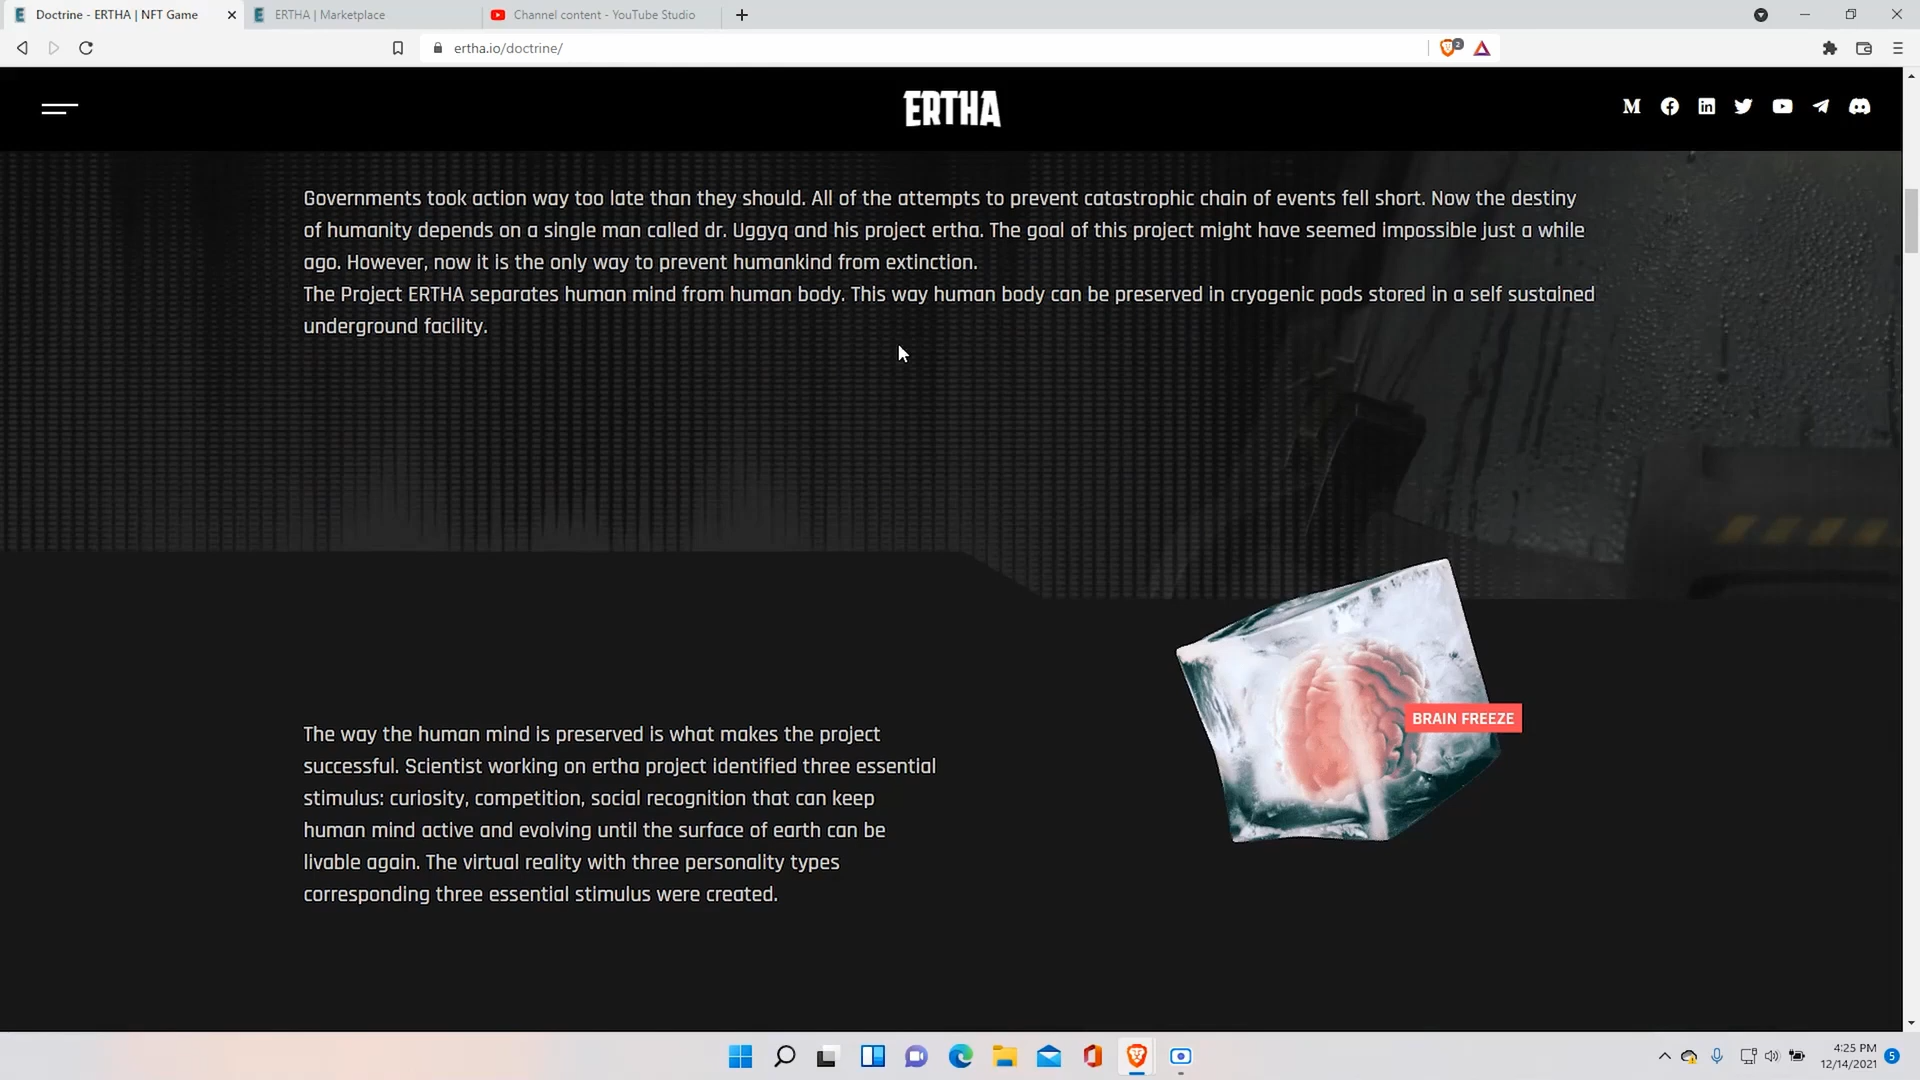 Doctrine - ERTHA | NFT Game
ERTHA | Marketplace
Channel content - YouTube Studio
ertha.io/doctrine/
2
ERTHA
Governments took action way too late than they should. All of the attempts to prevent catastrophic chain of events fell short. Now the destiny
of humanity depends on a single man called dr. Uggyq and his project ertha. The goal of this project might have seemed impossible just a while
ago. However, now it is the only way to prevent humankind from extinction.
The Project ERTHA separates human mind from human body. This way human body can be preserved in cryogenic pods stored in a self sustained
underground facility.
BRAIN FREEZE
The way the human mind is preserved is what makes the project
successful. Scientist working on ertha project identified three essential
stimulus: curiosity, competition, social recognition that can keep
human mind active and evolving until the surface of earth can be
livable again. The virtual reality with three personality types
corresponding three essential stimulus were created.
4:25 PM
12/14/2021
5